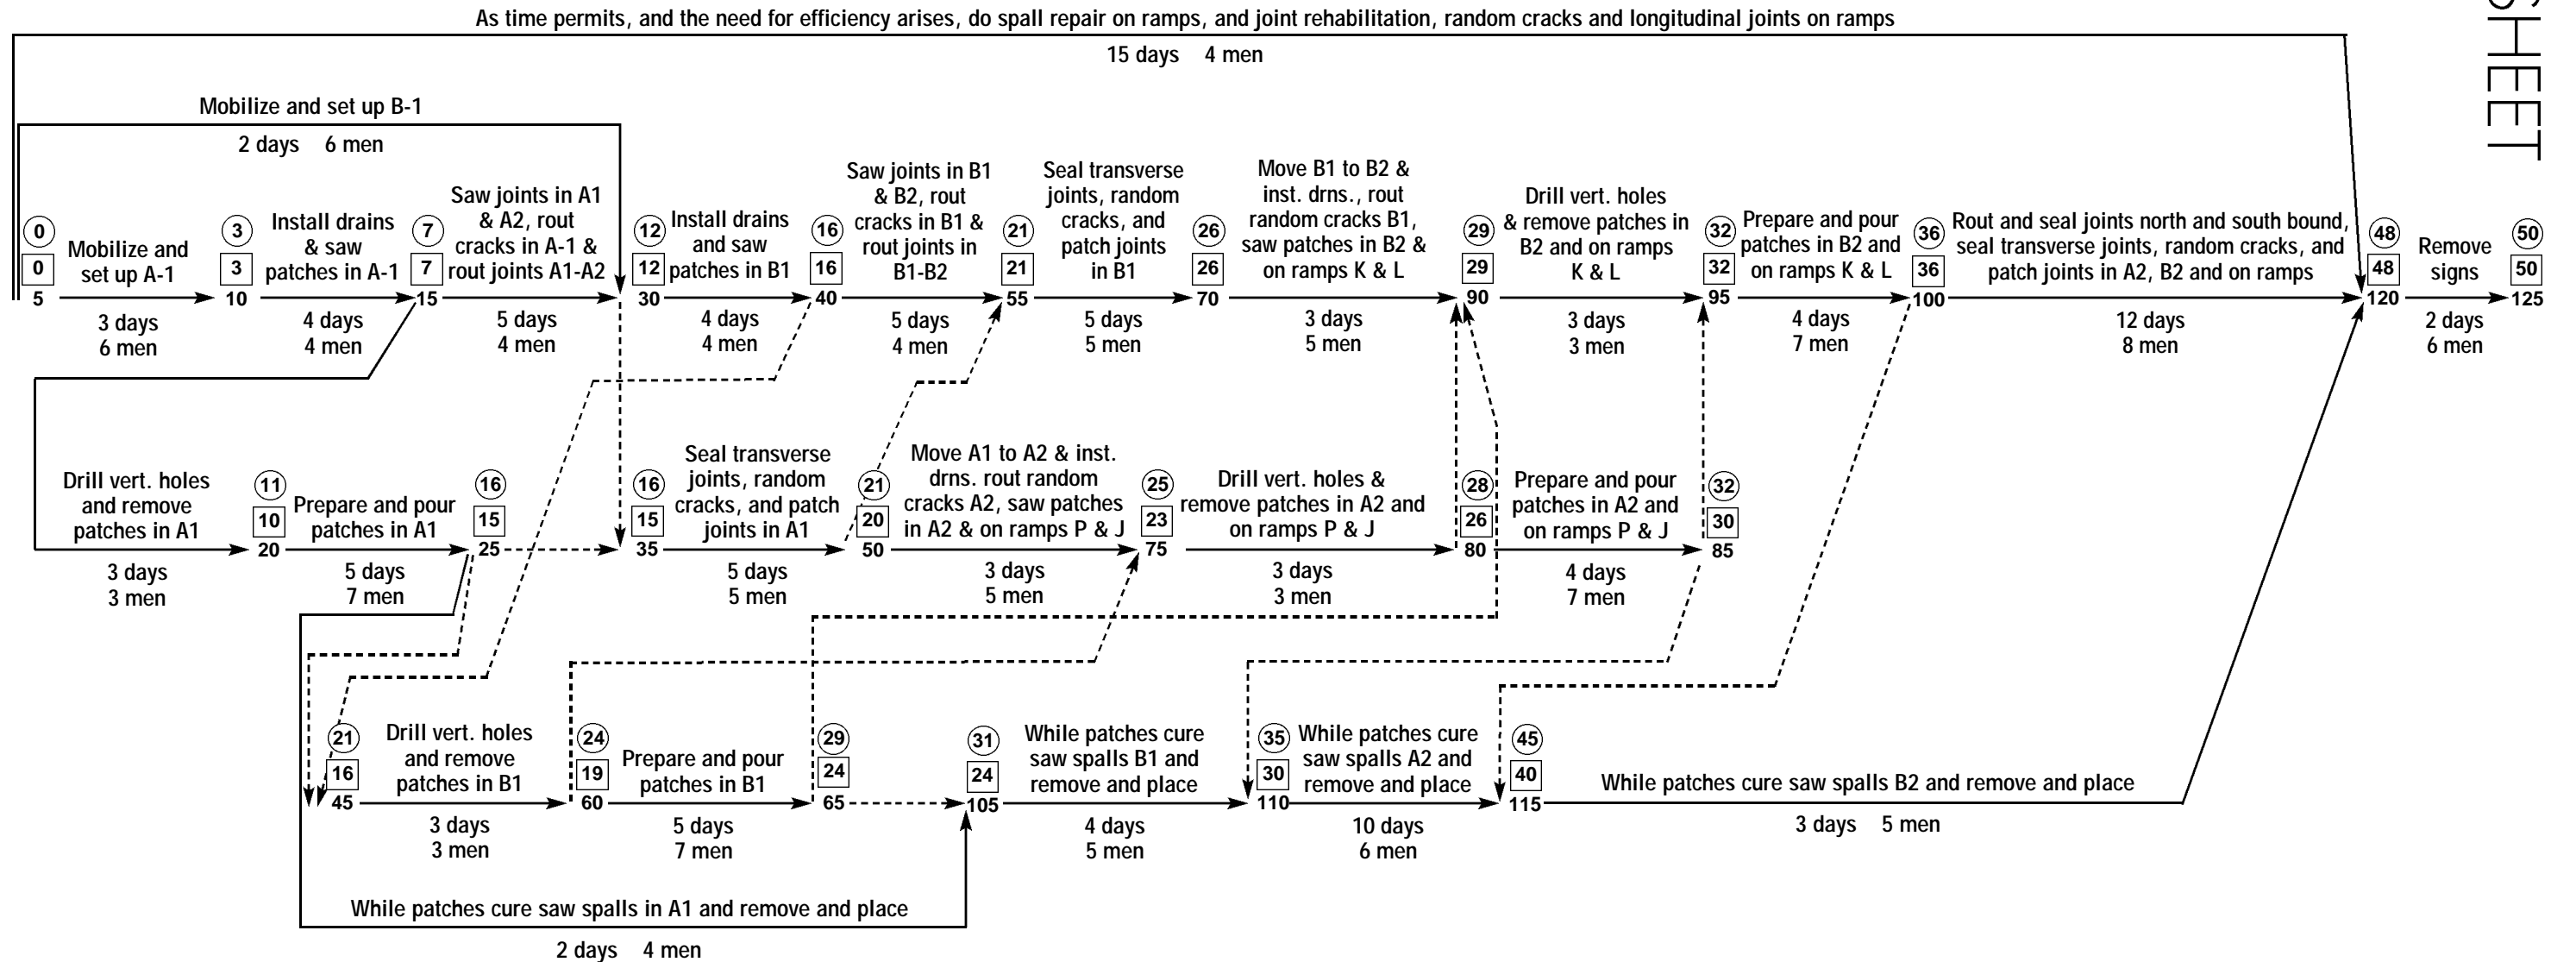 As time permits, and the need for efficiency arises, do spall repair on ramps, and joint rehabilitation, random cracks and longitudinal joints on ramps
15 days 4 men
SHEET
Mobilize and set up B-1
2 days 6 men
0
0
5
Mobilize and
set up A-1
3 days
6 men
3
3
10
Install drains
& saw
patches in A-1
4 days
4 men
7
7
15
Saw joints in A1
& A2, rout
cracks in A-1 &
rout joints A1-A2
5 days
4 men
12
12
30
Install drains
and saw
patches in B1
4 days
4 men
16
16
40
Saw joints in B1
& B2, rout
cracks in B1 &
rout joints in
B1-B2
5 days
4 men
21
21
55
Seal transverse
joints, random
cracks, and
patch joints
in B1
5 days
5 men
26
26
70
Move B1 to B2 &
inst. drns., rout
random cracks B1,
saw patches in B2 &
on ramps K & L
3 days
5 men
29
29
90
Drill vert. holes
& remove patches in
B2 and on ramps
K & L
3 days
3 men
32
32
95
Prepare and pour
patches in B2 and
on ramps K & L
4 days
7 men
36
36
100
Rout and seal joints north and south bound,
seal transverse joints, random cracks, and
patch joints in A2, B2 and on ramps
12 days
8 men
48
48
120
Remove
signs
2 days
6 men
50
50
125
Drill vert. holes
and remove
patches in A1
3 days
3 men
11
10
20
Prepare and pour
patches in A1
5 days
7 men
16
15
25
16
15
35
Seal transverse
joints, random
cracks, and patch
joints in A1
5 days
5 men
21
20
50
Move A1 to A2 & inst.
drns. rout random
cracks A2, saw patches
in A2 & on ramps P & J
3 days
5 men
25
23
75
Drill vert. holes &
remove patches in A2 and
on ramps P & J
3 days
3 men
28
26
80
Prepare and pour
patches in A2 and
on ramps P & J
4 days
7 men
32
30
85
21
16
45
Drill vert. holes
and remove
patches in B1
3 days
3 men
24
19
60
Prepare and pour
patches in B1
5 days
7 men
29
24
65
31
24
105
While patches cure
saw spalls B1 and
remove and place
4 days
5 men
35
30
110
While patches cure
saw spalls A2 and
remove and place
10 days
6 men
45
40
115
While patches cure saw spalls B2 and remove and place
3 days 5 men
While patches cure saw spalls in A1 and remove and place
2 days 4 men